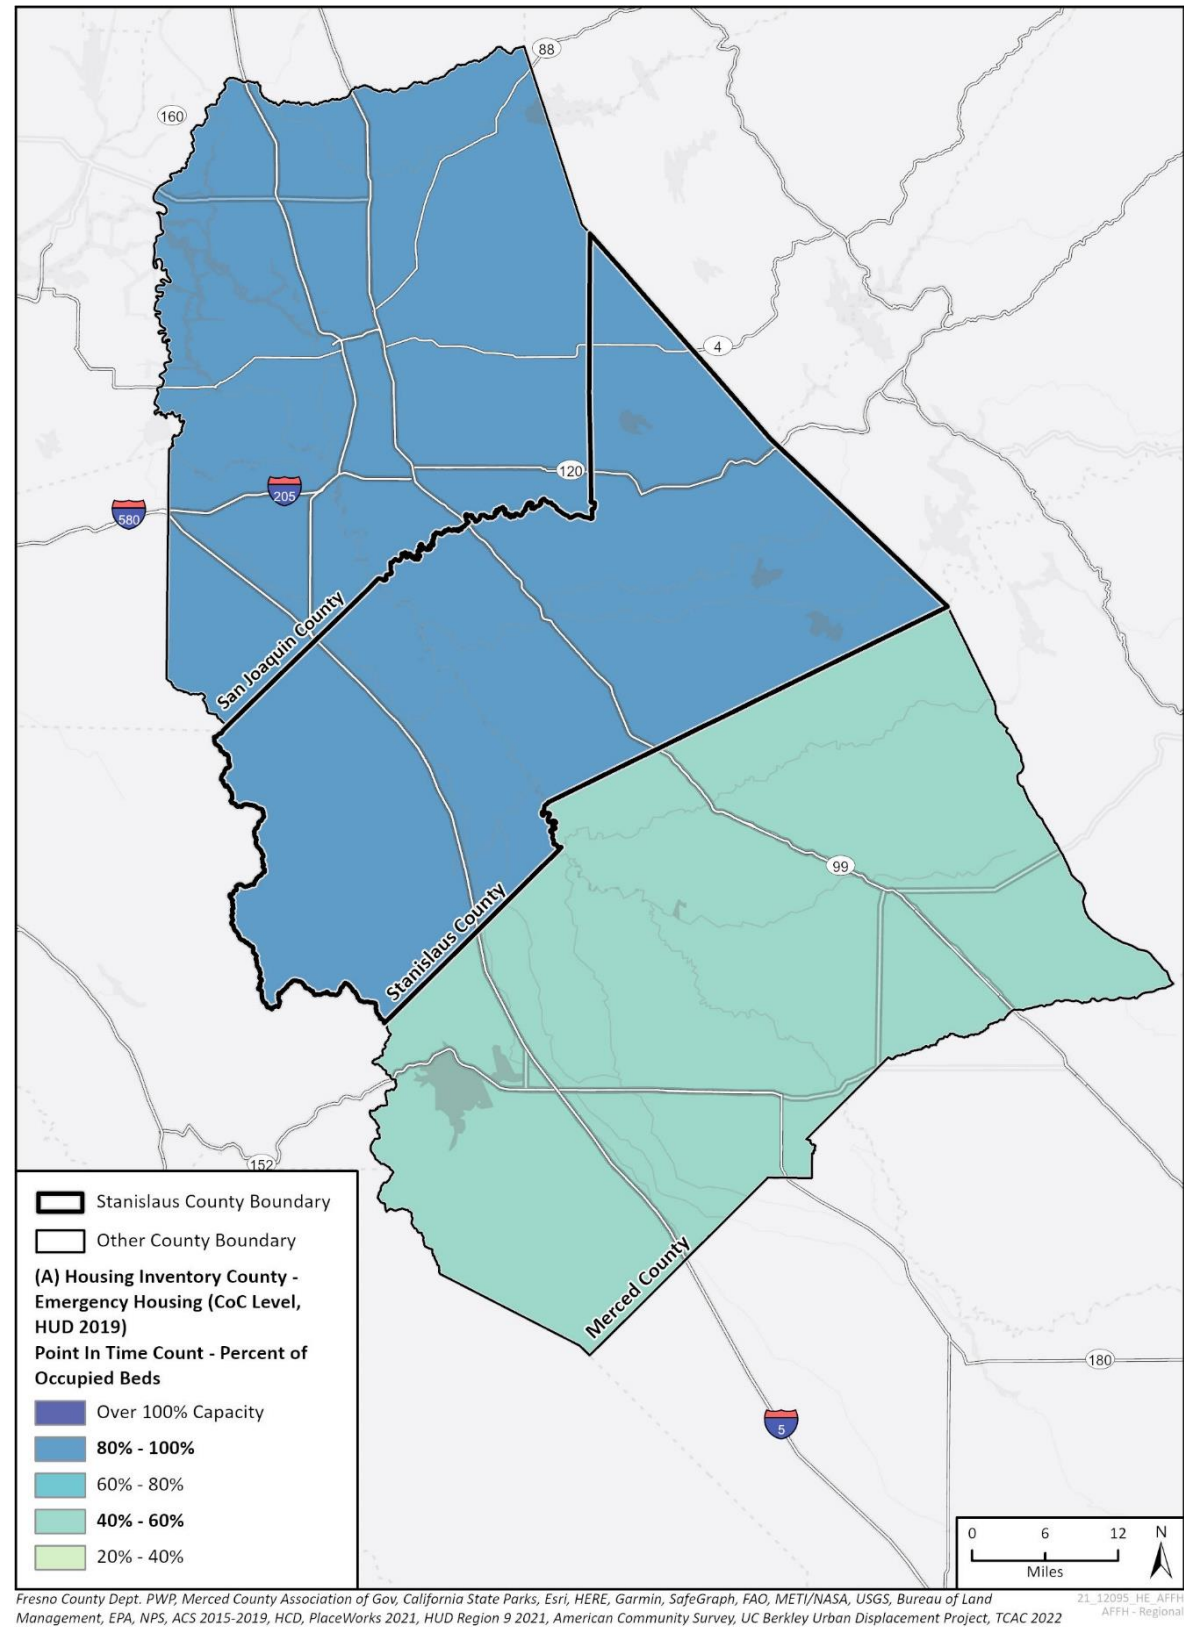 88
160
4
120
205
580
San Joaquin County
99
Stanislaus County
152
Merced County
180
5
Stanislaus County Boundary
Other County Boundary
(A) Housing Inventory County -
Emergency Housing (CoC Level,
HUD 2019)
Point In Time Count - Percent of
Occupied Beds
Over 100% Capacity
80% - 100%
60% - 80%
40% - 60%
20% - 40%
0 6 12
Miles
N
Fresno County Dept. PWP, Merced County Association of Gov, California State Parks, Esri, HERE, Garmin, SafeGraph, FAO, METI/NASA, USGS, Bureau of Land
Management, EPA, NPS, ACS 2015-2019, HCD, PlaceWorks 2021, HUD Region 9 2021, American Community Survey, UC Berkley Urban Displacement Project, TCAC 2022
21_12095_HE_AFFH
AFFH - Regional